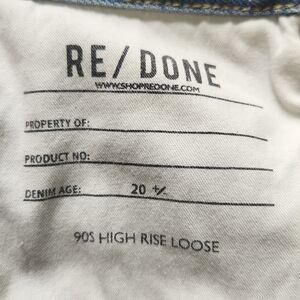 RE/DONE
WWW.SHOPREDONE.COM
PROPERTY OF:
PRODUCT NO:
DENIM AGE: 20 +/-
90S HIGH RISE LOOSE